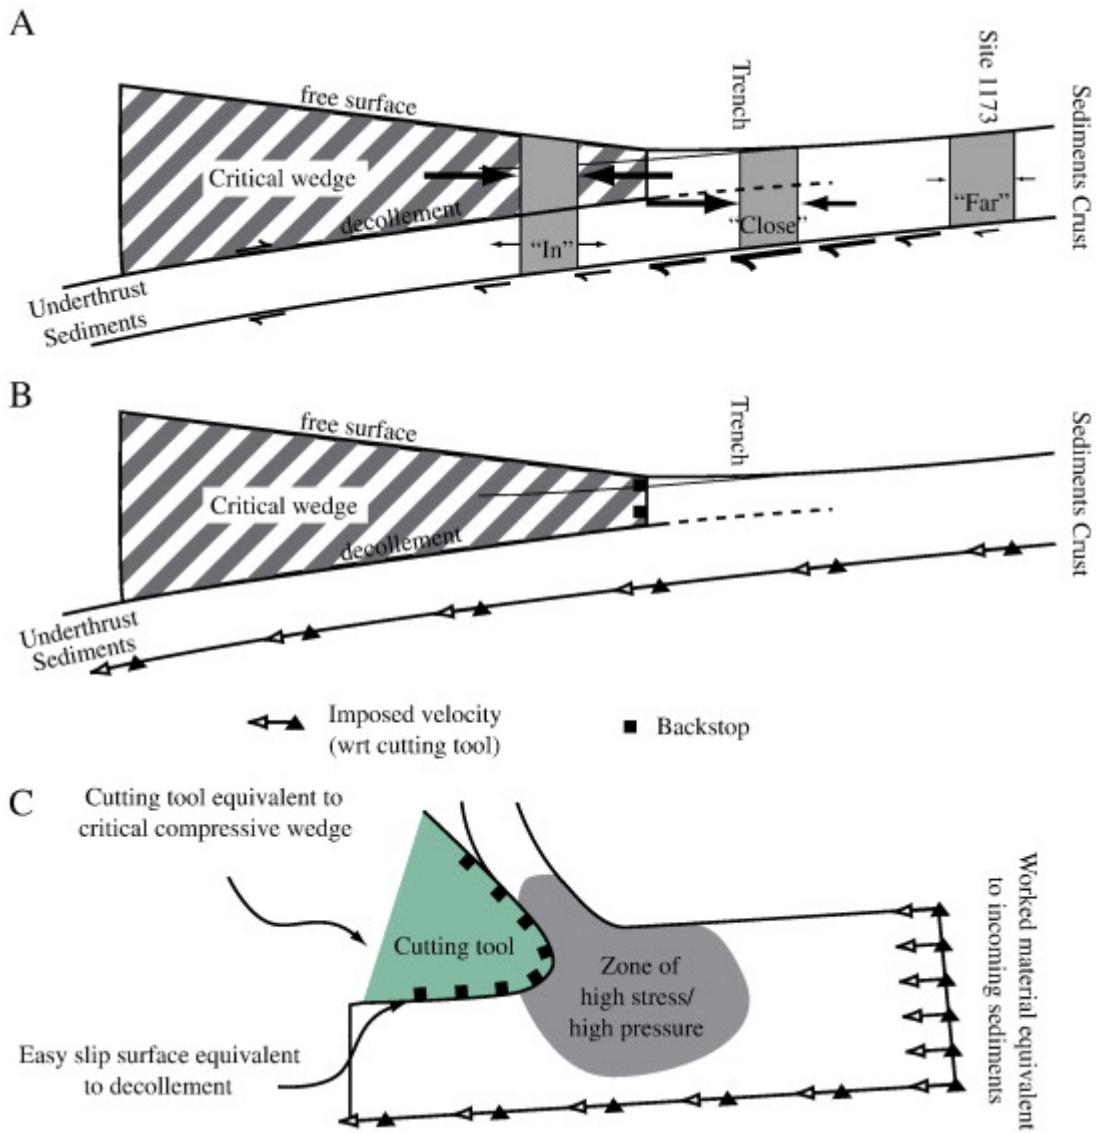 A
free surface
Trench
Site 1173
Sediments Crust
Critical wedge
decollement
"In"
"Close"
"Far"
Underthrust
Sediments
B
free surface
Trench
Sediments Crust
Critical wedge
decollement
Underthrust
Sediments
Imposed velocity
(wrt cutting tool)
Backstop
C
Cutting tool equivalent to
critical compressive wedge
Cutting tool
Zone of
high stress/
high pressure
Worked material equivalent
to incoming sediments
Easy slip surface equivalent
to decollement